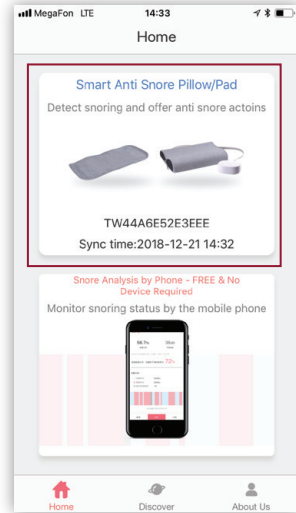 MegaFon LTE 14:33
Home
Smart Anti Snore Pillow/Pad
Detect snoring and offer anti snore actoins
TW44A6E52E3EEE
Sync time:2018-12-21 14:32
Snore Analysis by Phone - FREE & No
Device Required
Monitor snoring status by the mobile phone
Home Discover About Us